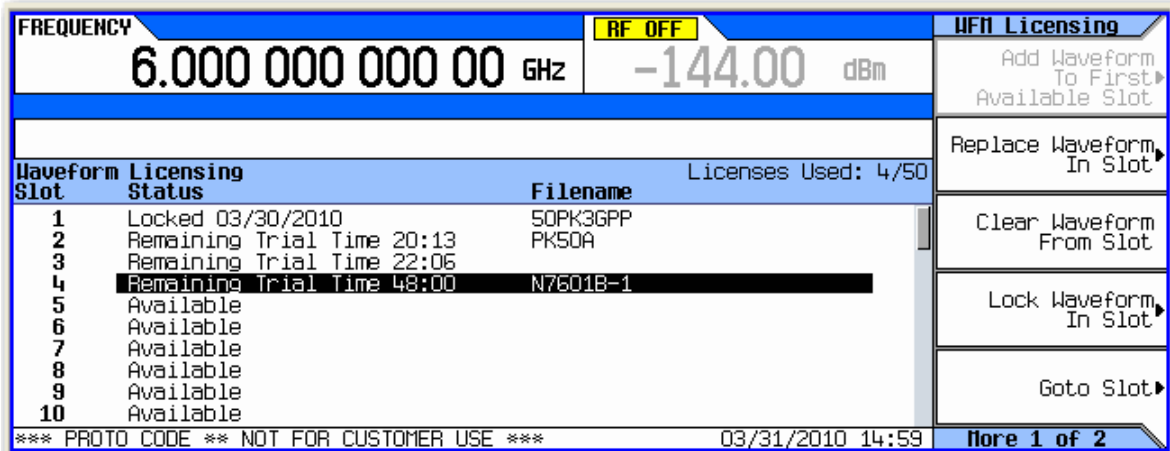 FREQUENCY
RF OFF
WFM Licensing
6.000 000 000 00 GHz
-144.00 dBm
Add Waveform
To First
Available Slot
Replace Waveform
In Slot
Waveform Licensing
Licenses Used: 4/50
Slot Status Filename
1 Locked 03/30/2010 50PK3GPP
2 Remaining Trial Time 20:13 PK50A
3 Remaining Trial Time 22:06
4 Remaining Trial Time 48:00 N7601B-1
5 Available
6 Available
7 Available
8 Available
9 Available
10 Available
Clear Waveform
From Slot
Lock Waveform
In Slot
Goto Slot
*** PROTO CODE ** NOT FOR CUSTOMER USE ***
03/31/2010 14:59
More 1 of 2